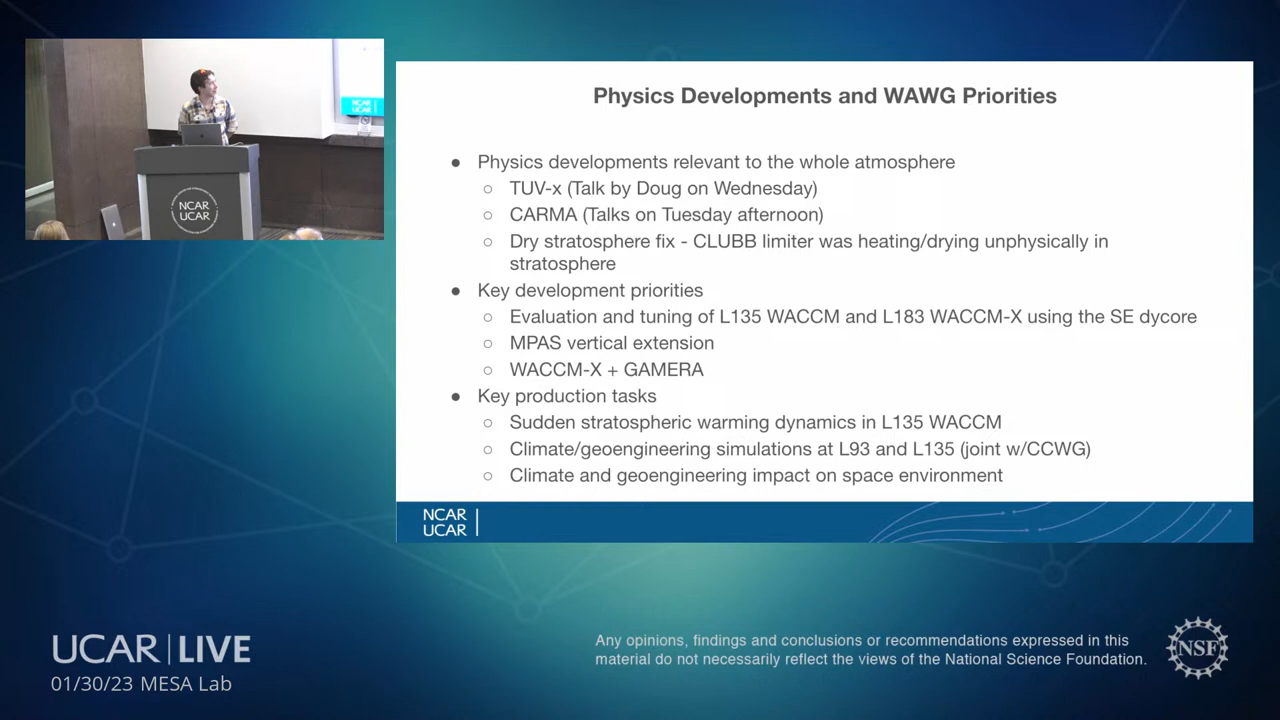 NCAR
UCAR
NCAR
UCAR
Physics Developments and WAWG Priorities
● Physics developments relevant to the whole atmosphere
○ TUV-x (Talk by Doug on Wednesday)
○ CARMA (Talks on Tuesday afternoon)
○ Dry stratosphere fix - CLUBB limiter was heating/drying unphysically in
stratosphere
● Key development priorities
○ Evaluation and tuning of L135 WACCM and L183 WACCM-X using the SE dycore
○ MPAS vertical extension
○ WACCM-X + GAMERA
● Key production tasks
○ Sudden stratospheric warming dynamics in L135 WACCM
○ Climate/geoengineering simulations at L93 and L135 (joint w/CCWG)
○ Climate and geoengineering impact on space environment
NCAR
UCAR
UCAR | LIVE
01/30/23 MESA Lab
Any opinions, findings and conclusions or recommendations expressed in this
material do not necessarily reflect the views of the National Science Foundation.
NSF